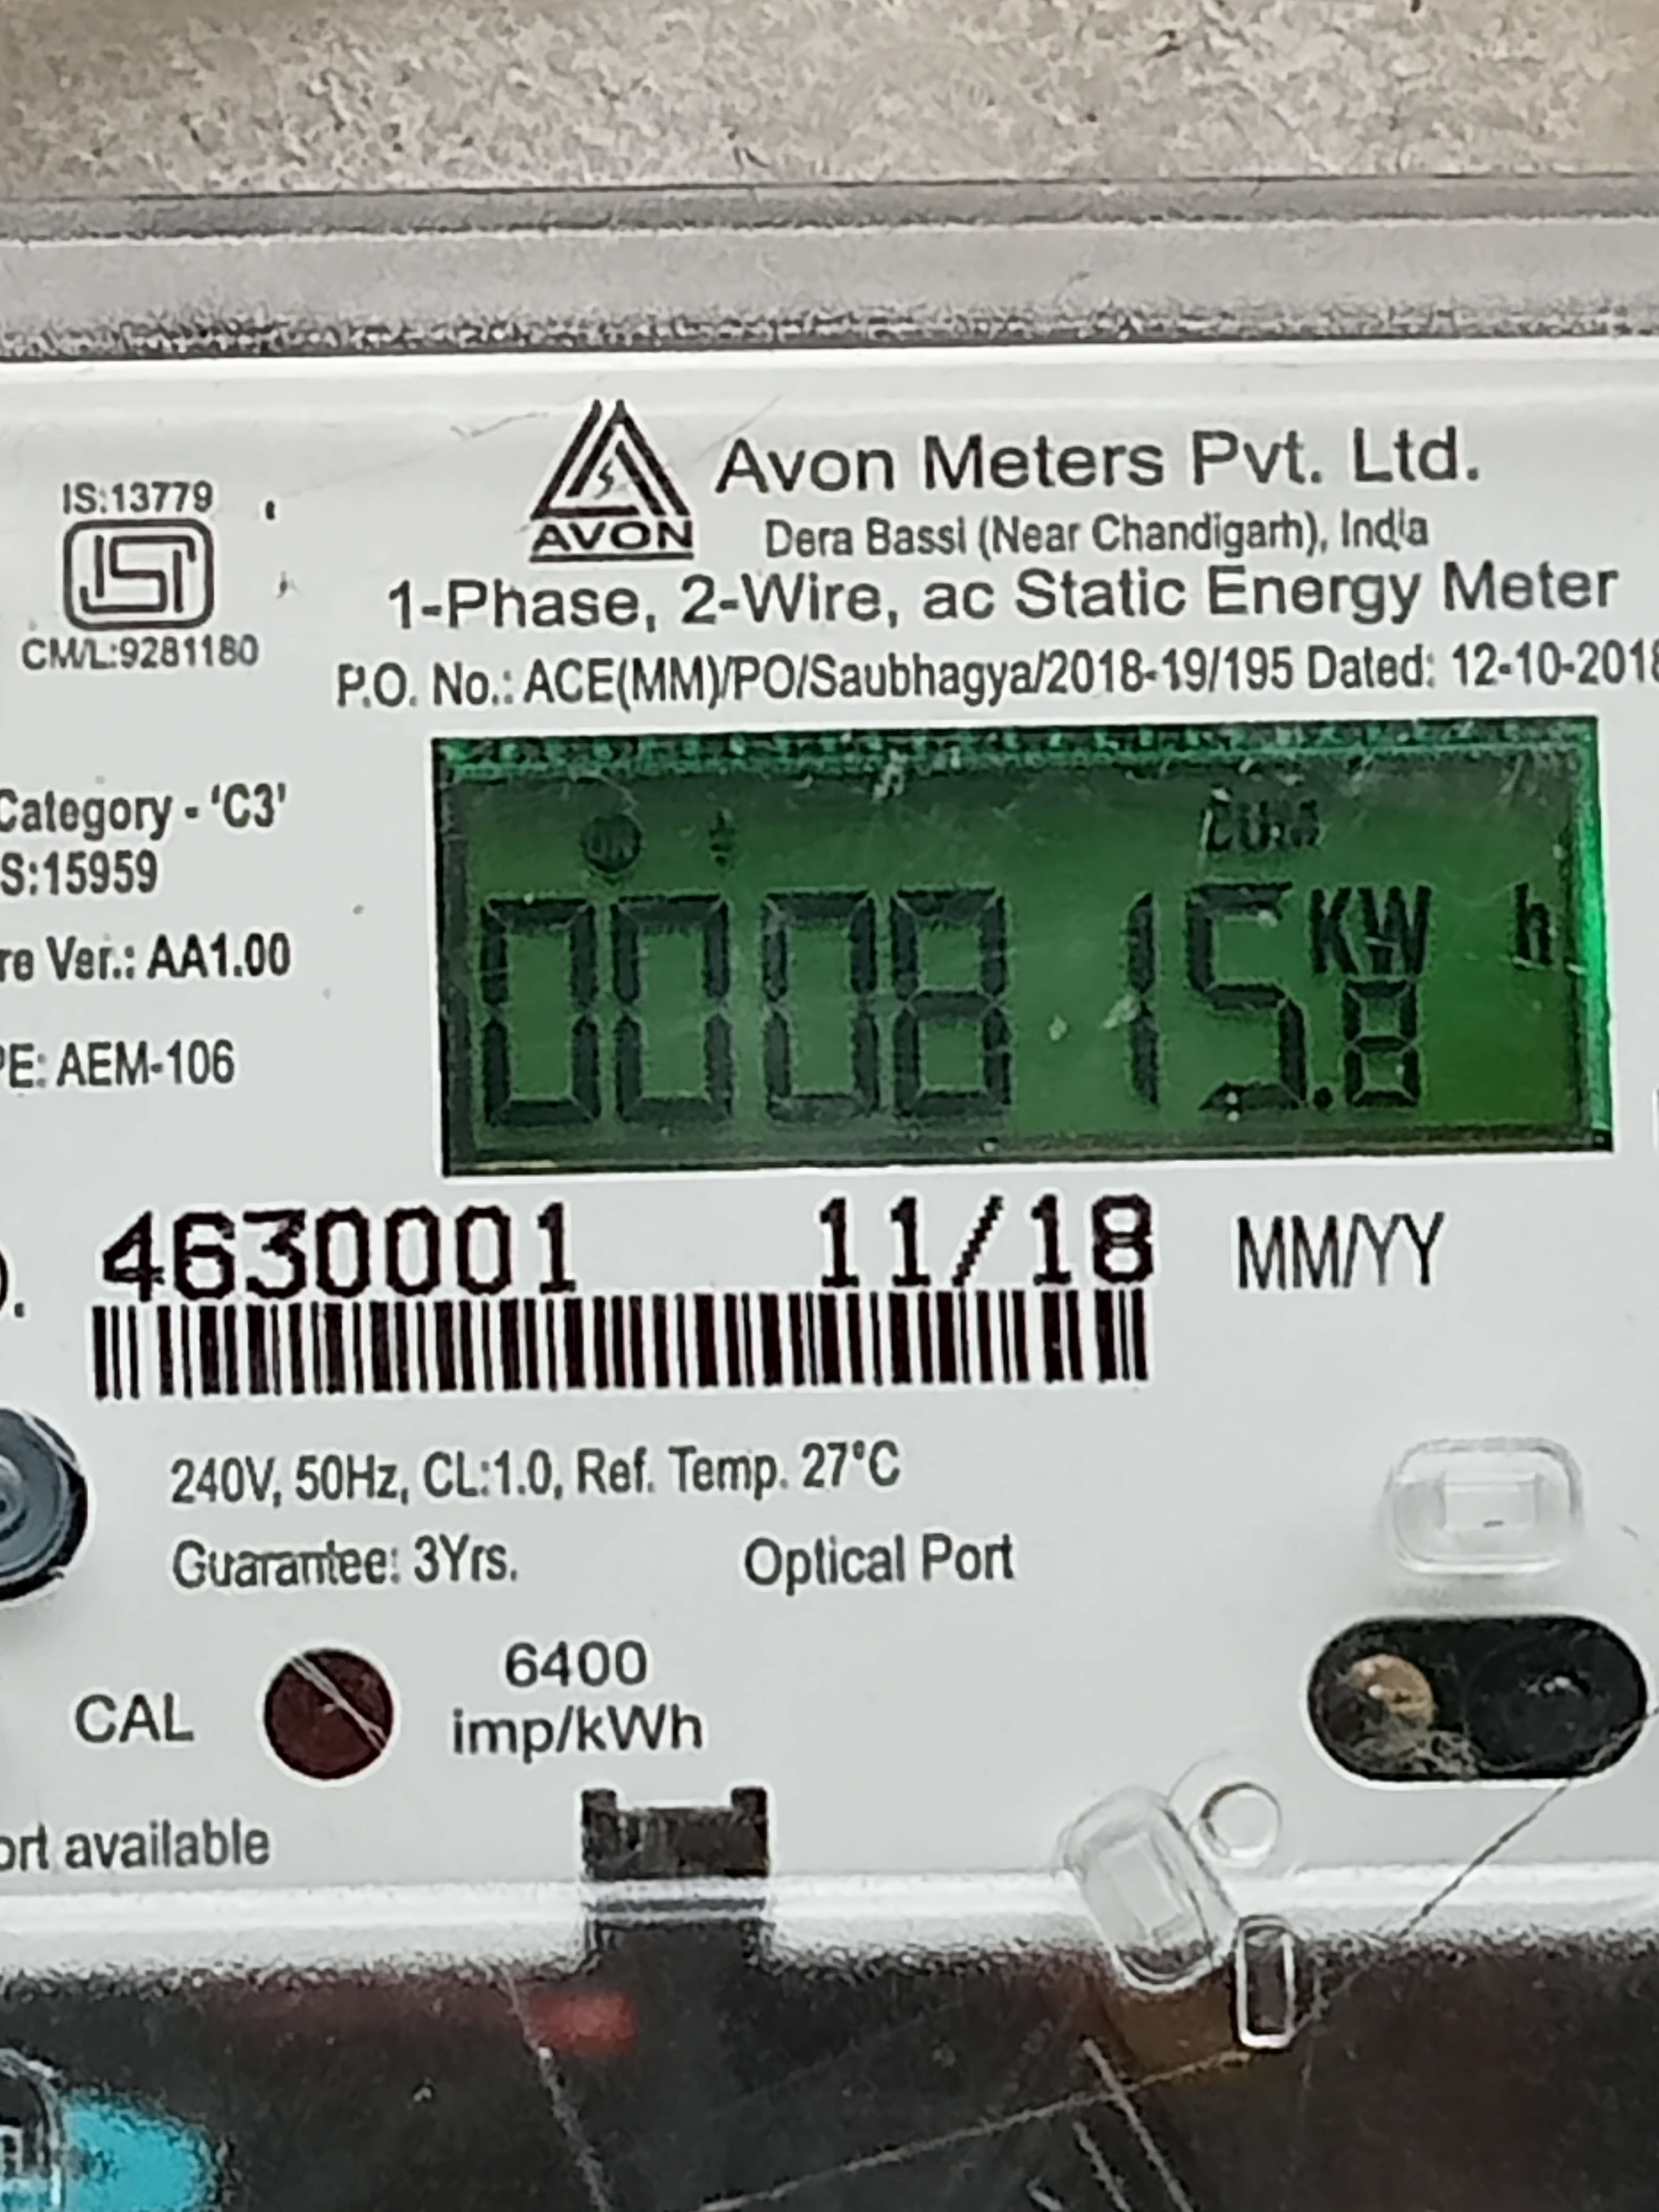 IS:13779
CM/L:9281180
AVON
Avon Meters Pvt. Ltd.
Dera Bassi (Near Chandigarh), India
1-Phase, 2-Wire, ac Static Energy Meter
P.O. No.: ACE(MM)/PO/Saubhagya/2018-19/195 Dated: 12-10-2018
Category - 'C3'
S:15959
re Ver.: AA1.00
PE: AEM-106
ON CUM
000815.8 KW h
4630001 11/18 MM/YY
240V, 50Hz, CL:1.0, Ref. Temp. 27°C
Guarantee: 3Yrs. Optical Port
CAL 6400
imp/kWh
ort available